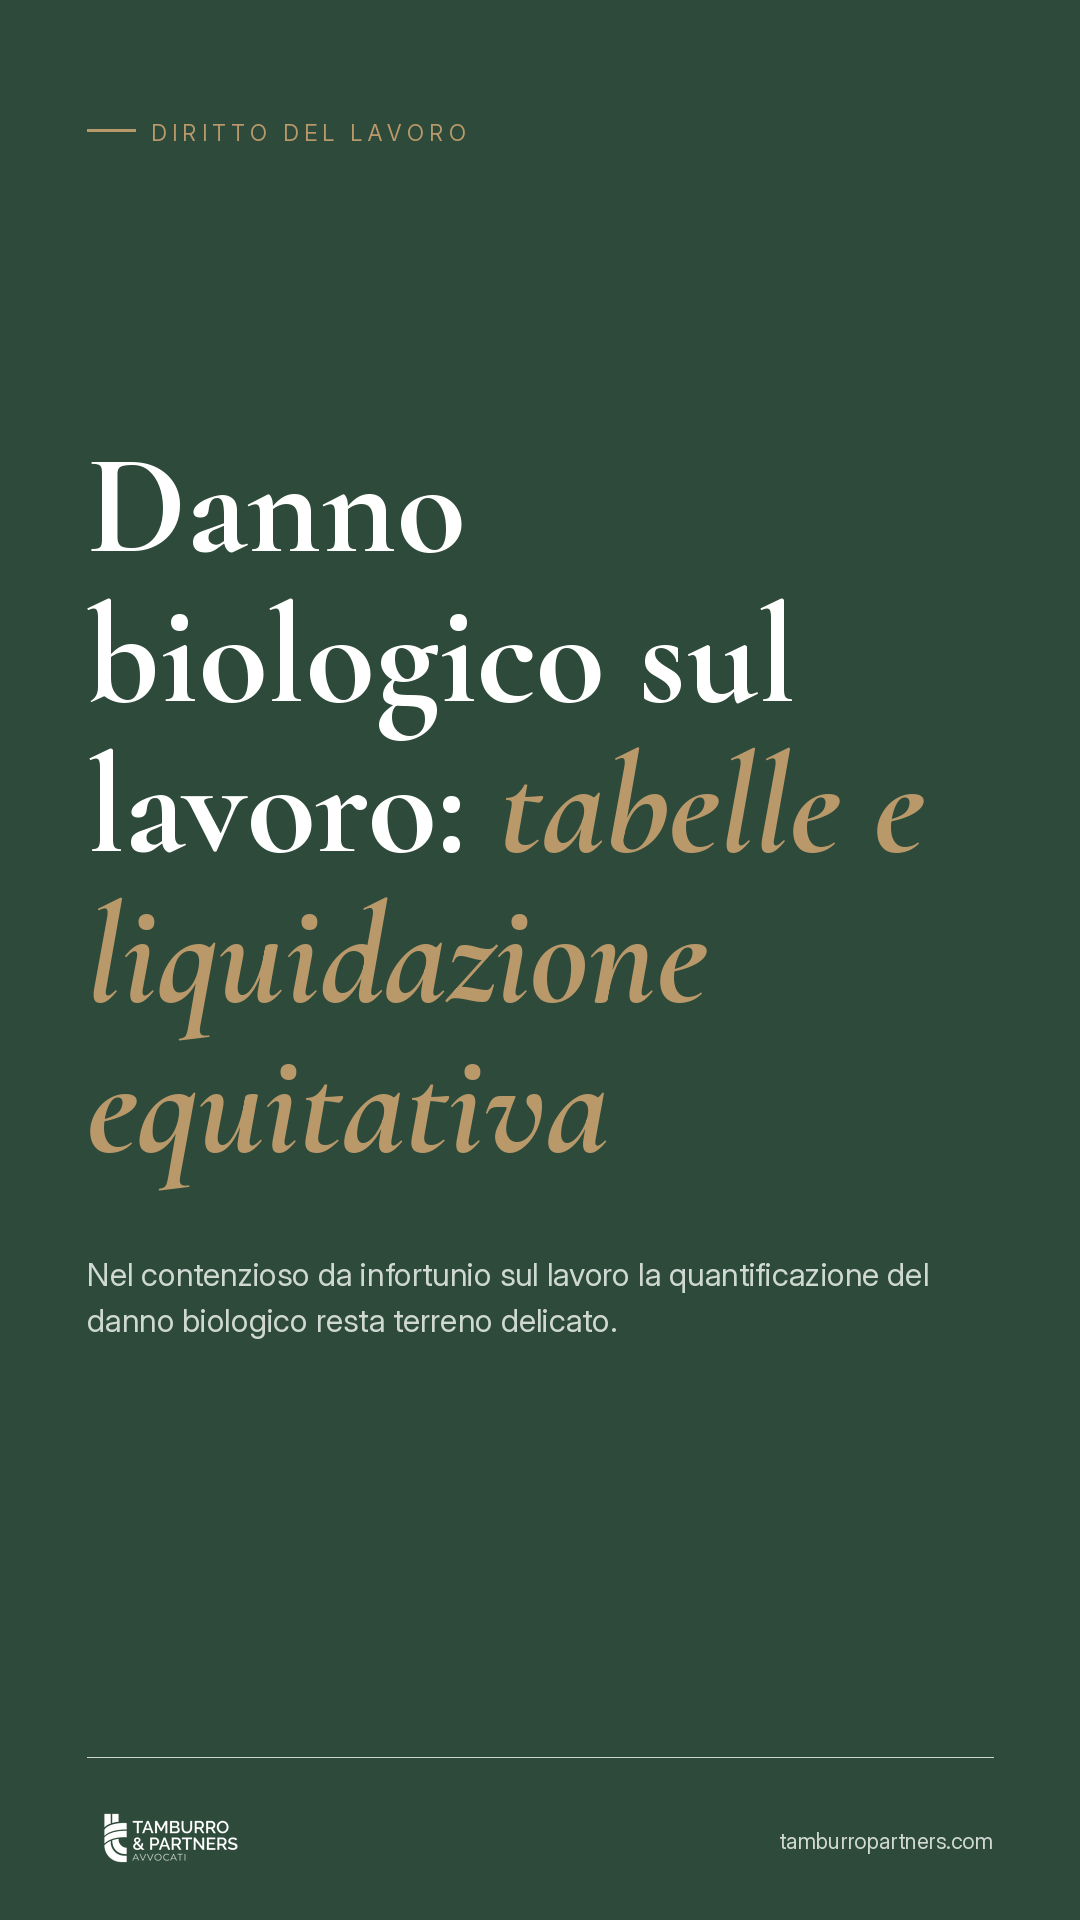 DIRITTO DEL LAVORO
Danno
biologico sul
lavoro: tabelle e
liquidazione
equitativa
Nel contenzioso da infortunio sul lavoro la quantificazione del
danno biologico resta terreno delicato.
TAMBURRO
& PARTNERS
AVVOCATI
tamburropartners.com